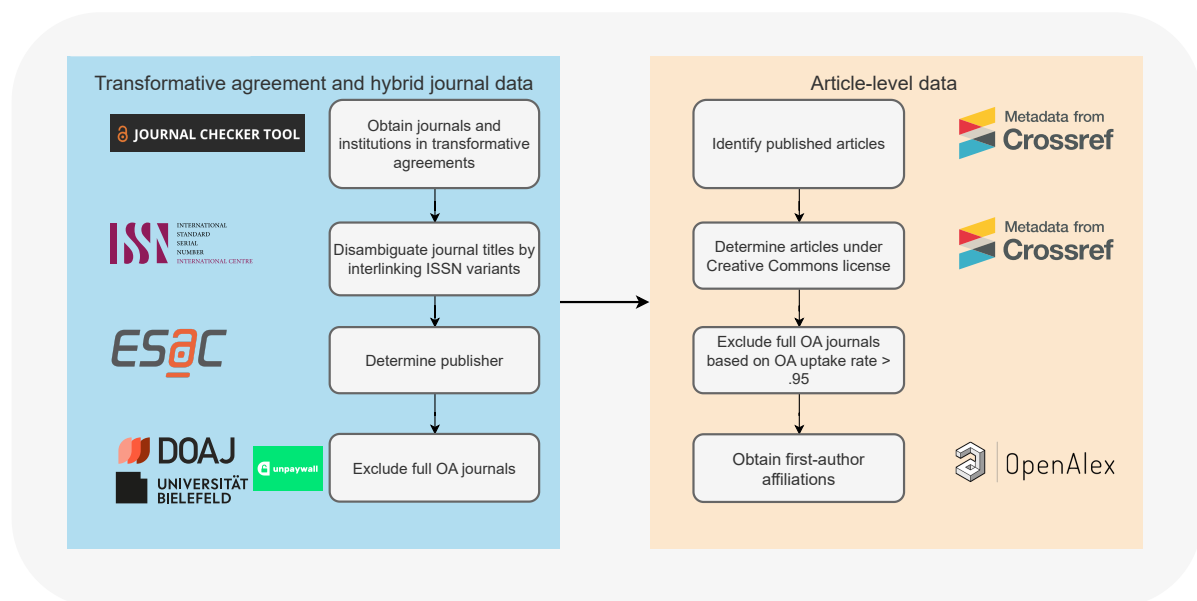 Transformative agreement and hybrid journal data
JOURNAL CHECKER TOOL
Obtain journals and
institutions in transformative
agreements
ISSN
INTERNATIONAL
STANDARD
SERIAL
NUMBER
INTERNATIONAL CENTRE
Disambiguate journal titles by
interlinking ISSN variants
ESAC
Determine publisher
DOAJ
UNIVERSITÄT
BIELEFELD
unpaywall
Exclude full OA journals
Article-level data
Identify published articles
Metadata from
Crossref
Determine articles under
Creative Commons license
Metadata from
Crossref
Exclude full OA journals
based on OA uptake rate >
.95
Obtain first-author
affiliations
OpenAlex